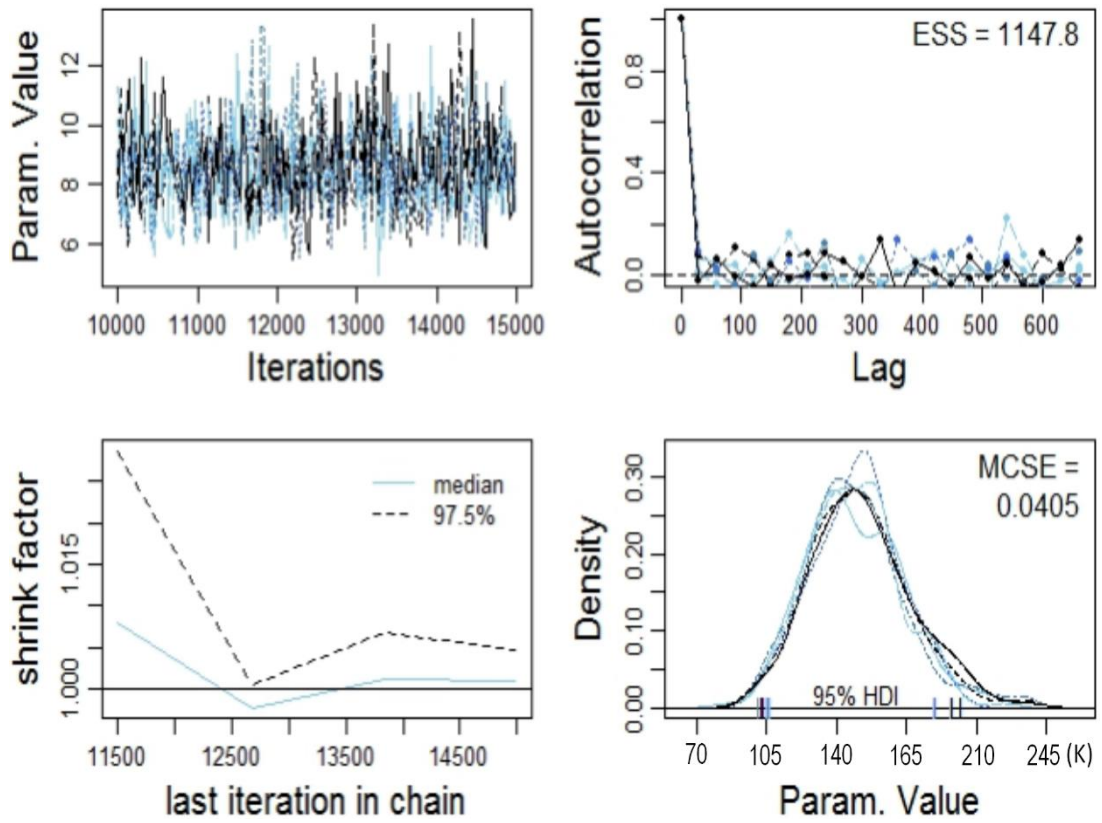 Param. Value
12
10
8
6
10000 11000 12000 13000 14000 15000
Iterations
Autocorrelation
0.8
0.4
0.0
ESS = 1147.8
0 100 200 300 400 500 600
Lag
shrink factor
1.015
1.000
median
97.5%
11500 12500 13500 14500
last iteration in chain
Density
0.30
0.20
0.10
0.00
MCSE =
0.0405
95% HDI
70 105 140 165 210 245 (K)
Param. Value